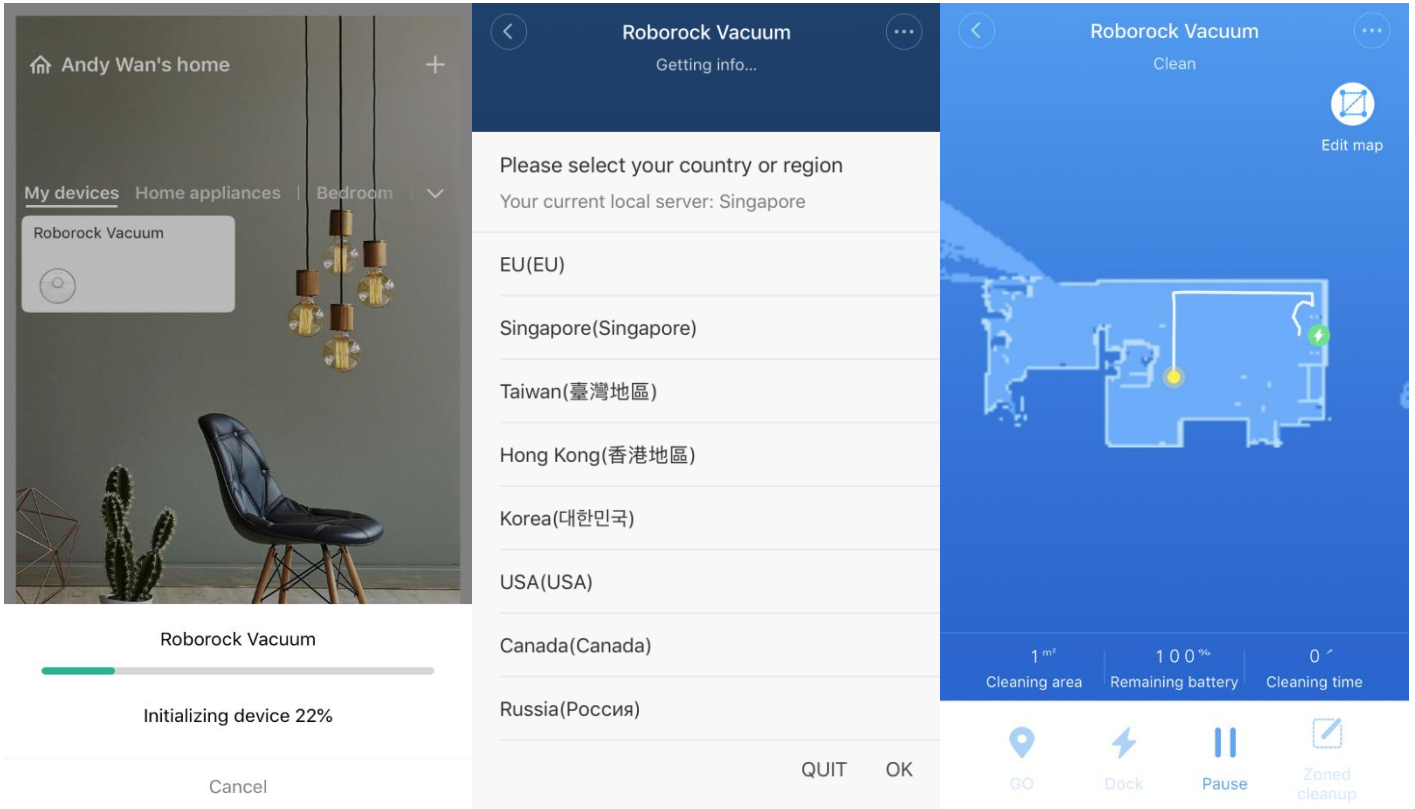 Andy Wan's home
My devices Home appliances | Bedroom
Roborock Vacuum
Roborock Vacuum
Initializing device 22%
Cancel
Roborock Vacuum
Getting info...
Please select your country or region
Your current local server: Singapore
EU(EU)
Singapore(Singapore)
Taiwan(臺灣地區)
Hong Kong(香港地區)
Korea(대한민국)
USA(USA)
Canada(Canada)
Russia(Россия)
QUIT OK
Roborock Vacuum
Clean
Edit map
1 m² 100% 0 ′
Cleaning area Remaining battery Cleaning time
GO Dock Pause Zoned
cleanup